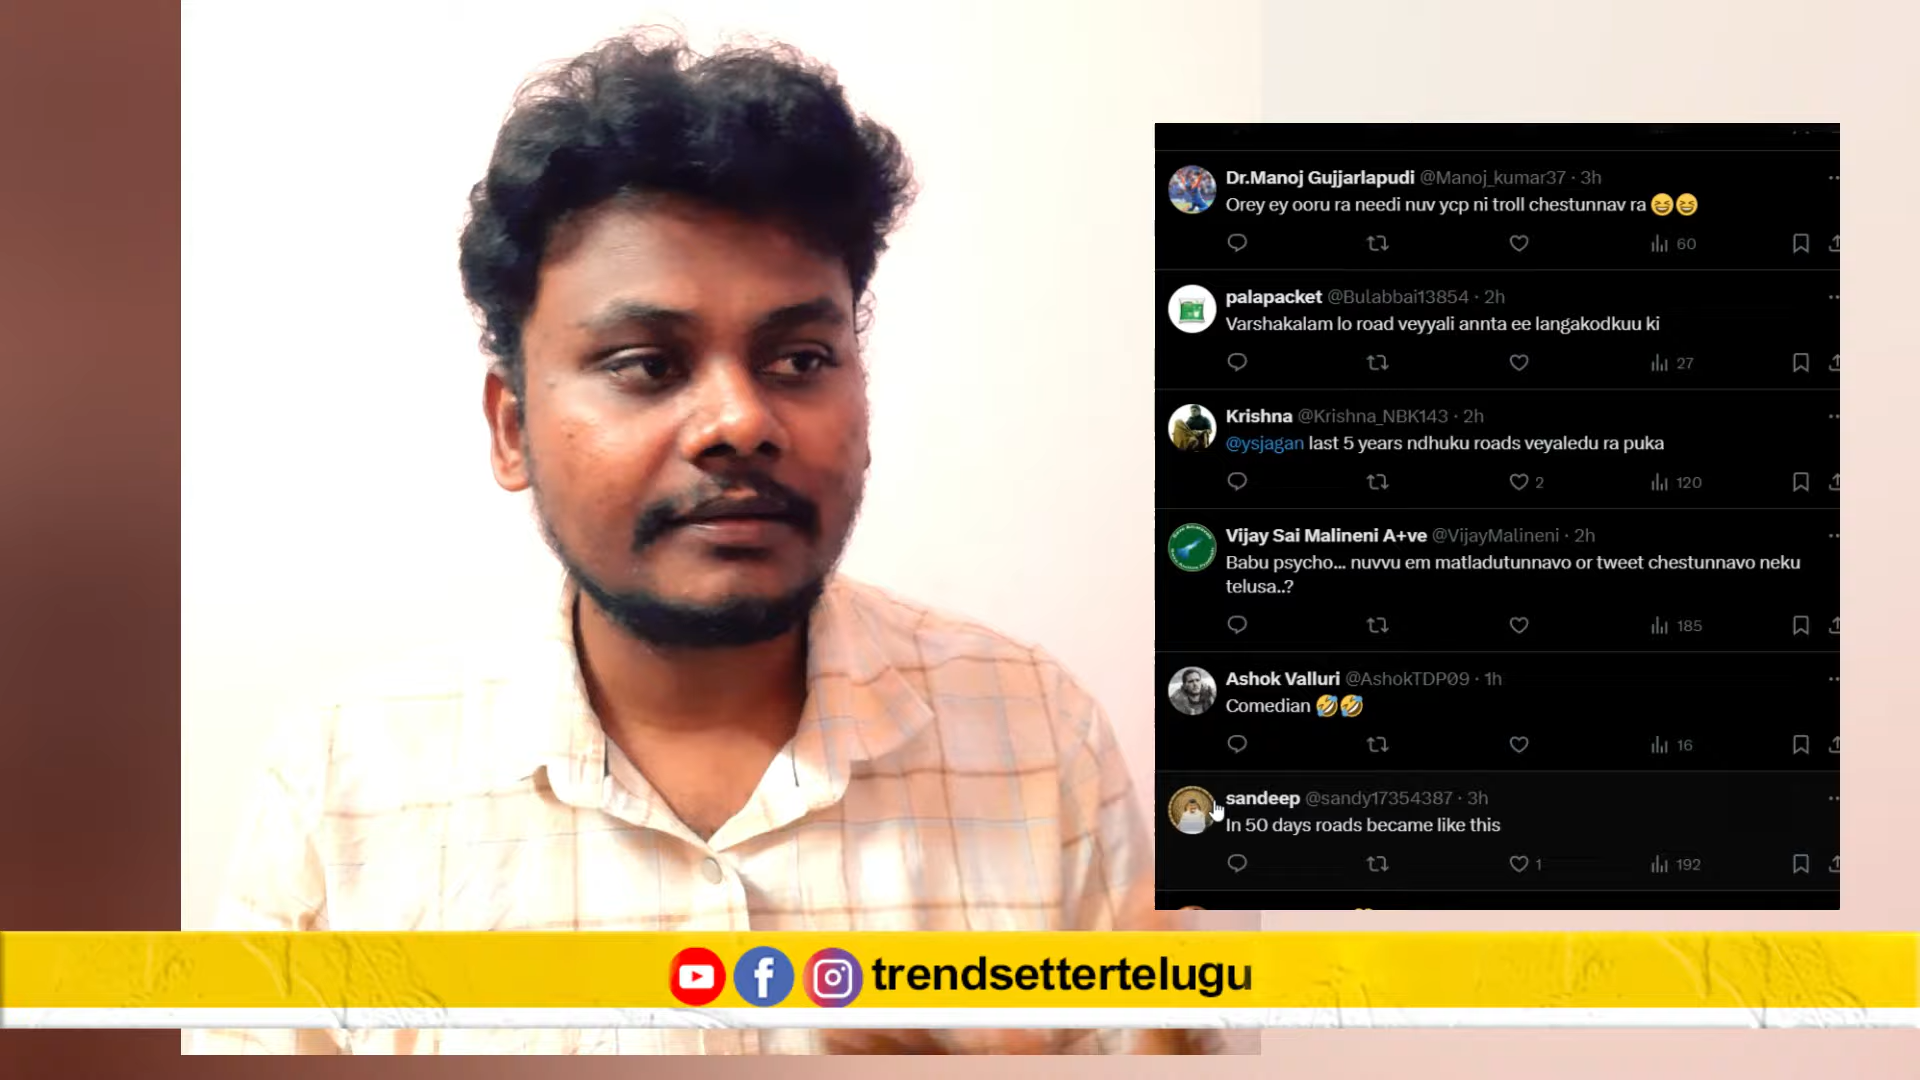 Dr.Manoj Gujjarlapudi @Manoj_kumar37 · 3h
Orey ey ooru ra needi nuv ycp ni troll chestunnav ra 😆😆
60
palapacket @Bulabbai13854 · 2h
Varshakalam lo road veyyali annta ee langakodkuu ki
27
Krishna @Krishna_NBK143 · 2h
@ysjagan last 5 years ndhuku roads veyaledu ra puka
2 120
Vijay Sai Malineni A+ve @VijayMalineni · 2h
Babu psycho... nuvvu em matladutunnavo or tweet chestunnavo neku
telusa..?
185
Ashok Valluri @AshokTDP09 · 1h
Comedian 🤣🤣
16
sandeep @sandy17354387 · 3h
In 50 days roads became like this
1 192
trendsettertelugu